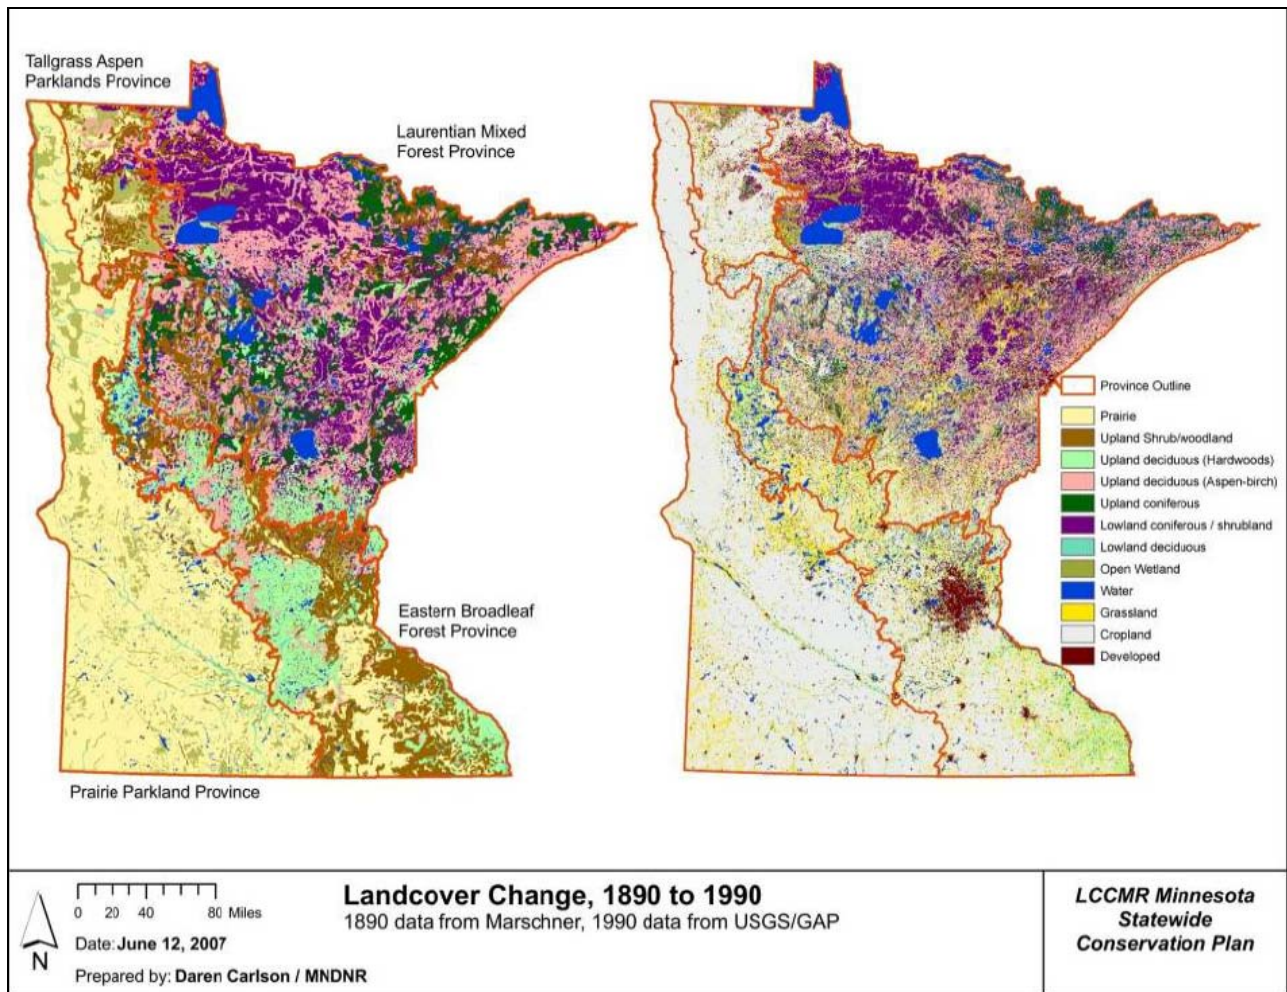 Tallgrass Aspen
Parklands Province
Laurentian Mixed
Forest Province
Eastern Broadleaf
Forest Province
Prairie Parkland Province
Province Outline
Prairie
Upland Shrub/woodland
Upland deciduous (Hardwoods)
Upland deciduous (Aspen-birch)
Upland coniferous
Lowland coniferous / shrubland
Lowland deciduous
Open Wetland
Water
Grassland
Cropland
Developed
N
0 20 40 80 Miles
Date: June 12, 2007
Prepared by: Daren Carlson / MNDNR
Landcover Change, 1890 to 1990
1890 data from Marschner, 1990 data from USGS/GAP
LCCMR Minnesota
Statewide
Conservation Plan